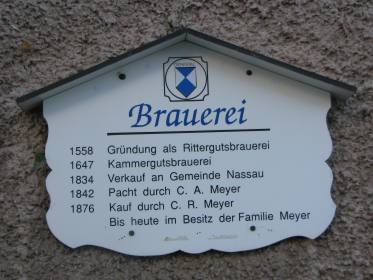 Brauerei
1558 Gründung als Rittergutsbrauerei
1647 Kammergutsbrauerei
1834 Verkauf an Gemeinde Nassau
1842 Pacht durch C. A. Meyer
1876 Kauf durch C. R. Meyer
Bis heute im Besitz der Familie Meyer